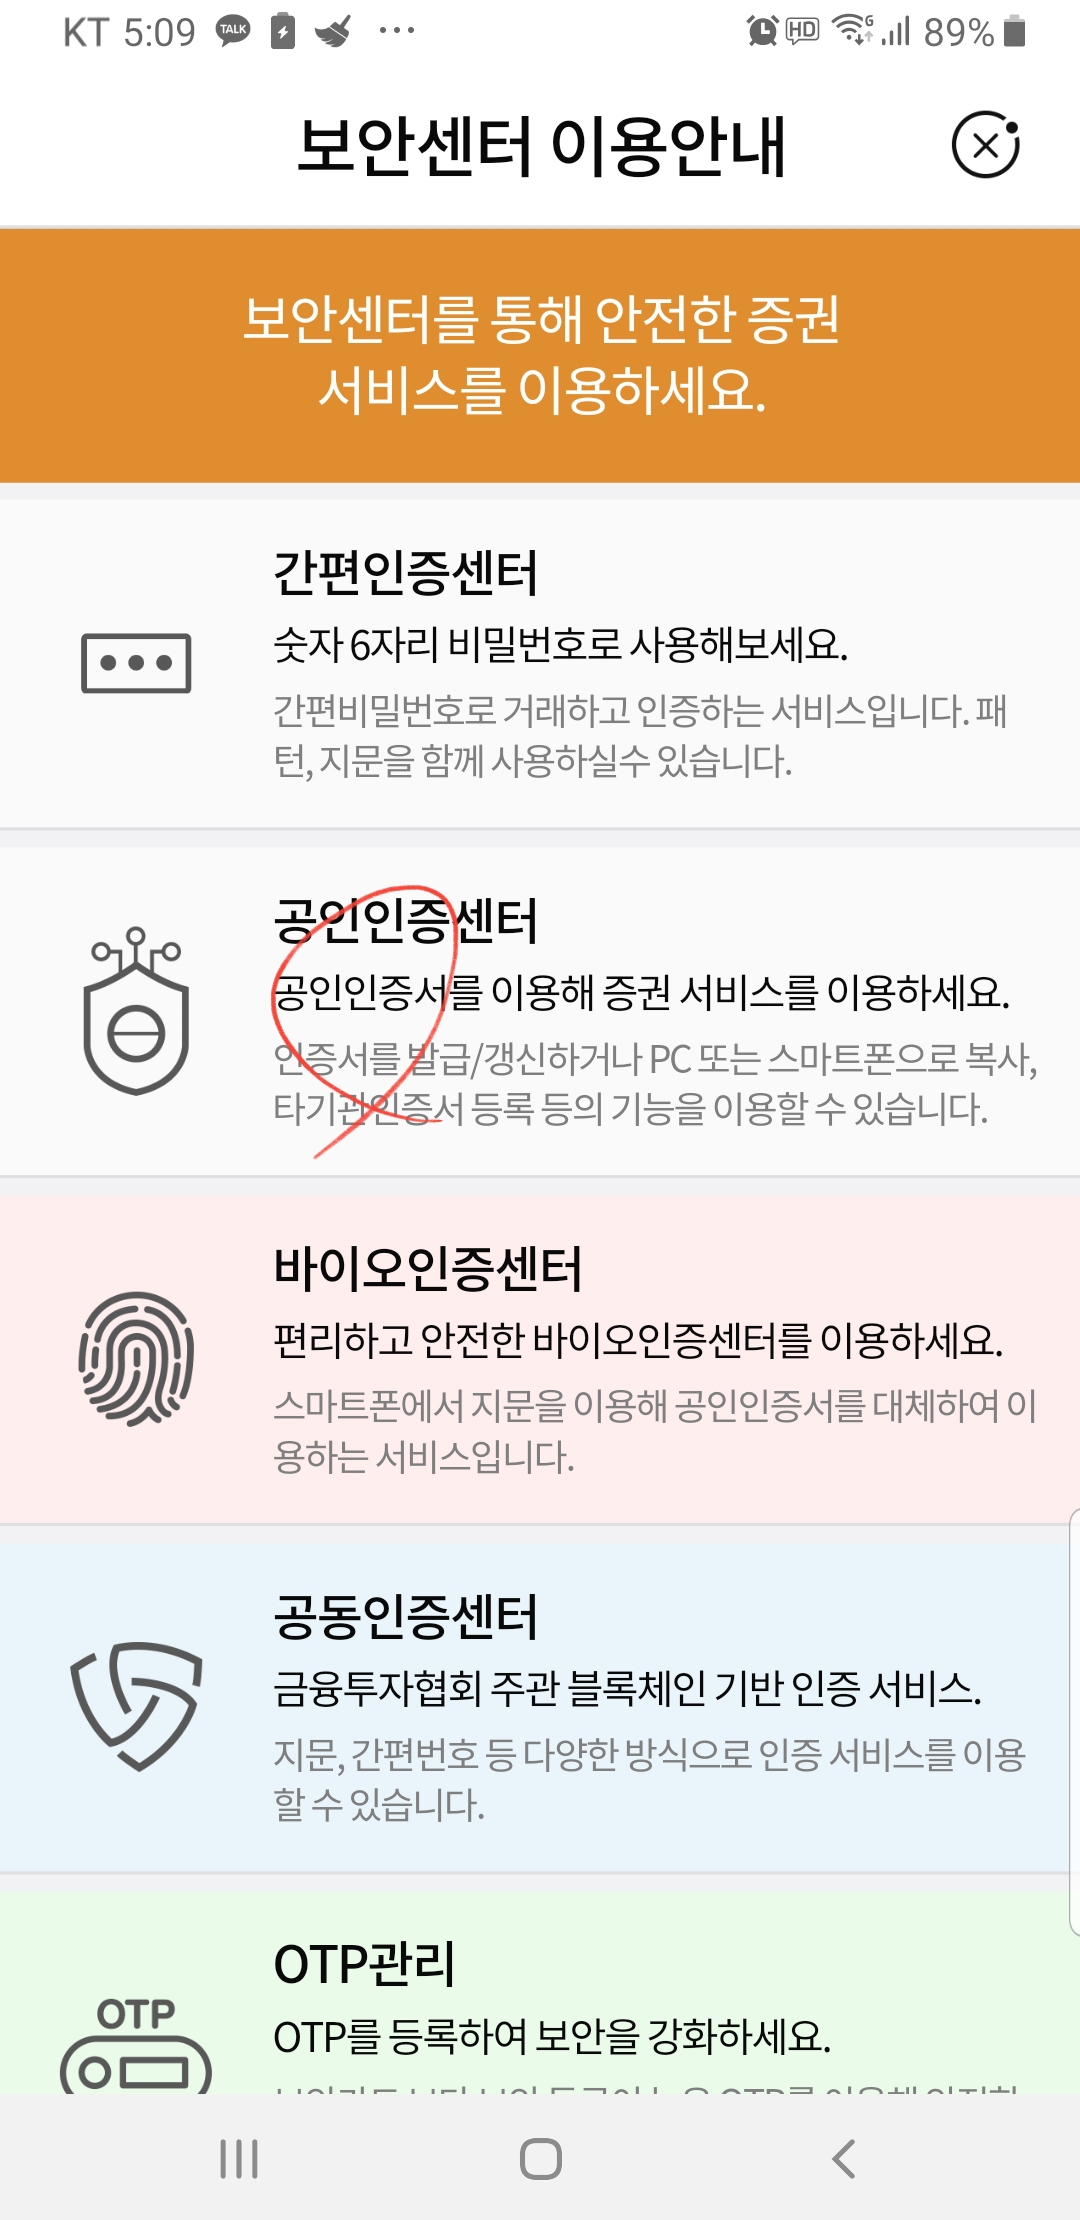 KT 5:09 TALK HD G 89%
보안센터 이용안내
보안센터를 통해 안전한 증권
서비스를 이용하세요.
간편인증센터
숫자 6자리 비밀번호로 사용해보세요.
간편비밀번호로 거래하고 인증하는 서비스입니다. 패
턴, 지문을 함께 사용하실수 있습니다.
공인인증센터
공인인증서를 이용해 증권 서비스를 이용하세요.
인증서를 발급/갱신하거나 PC 또는 스마트폰으로 복사,
타기관인증서 등록 등의 기능을 이용할 수 있습니다.
바이오인증센터
편리하고 안전한 바이오인증센터를 이용하세요.
스마트폰에서 지문을 이용해 공인인증서를 대체하여 이
용하는 서비스입니다.
공동인증센터
금융투자협회 주관 블록체인 기반 인증 서비스.
지문, 간편번호 등 다양한 방식으로 인증 서비스를 이용
할 수 있습니다.
OTP관리
OTP
OTP를 등록하여 보안을 강화하세요.